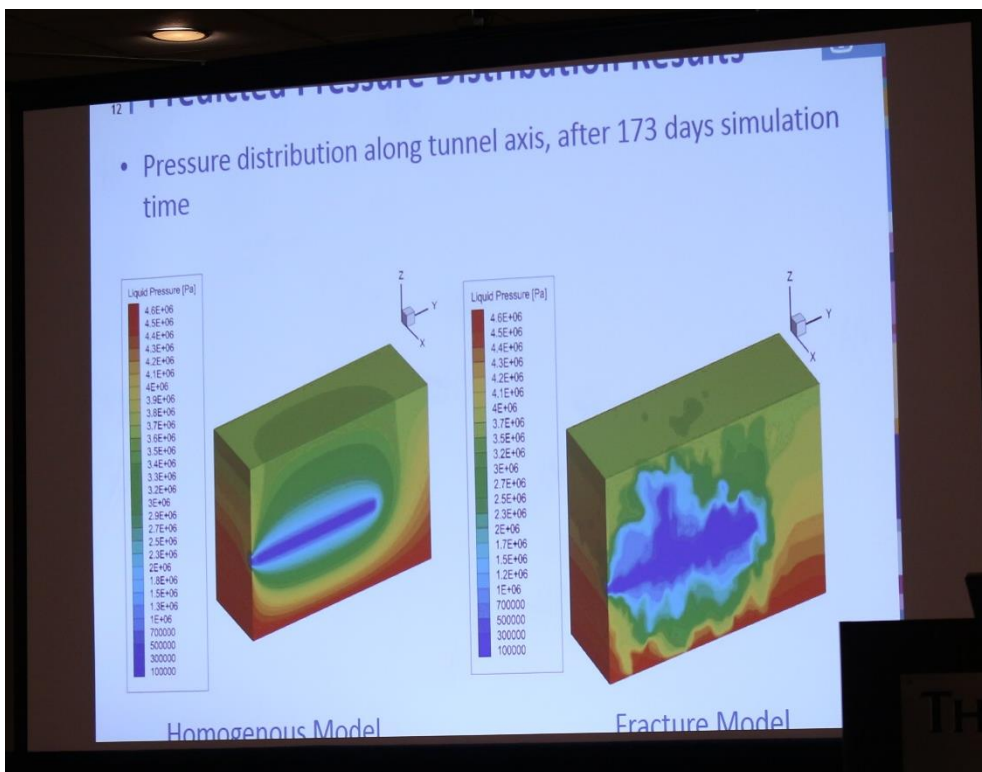 12 | Predicted Pressure Distribution Results
• Pressure distribution along tunnel axis, after 173 days simulation
time
Liquid Pressure [Pa]
4.6E+06
4.5E+06
4.4E+06
4.3E+06
4.2E+06
4.1E+06
4E+06
3.9E+06
3.8E+06
3.7E+06
3.6E+06
3.5E+06
3.4E+06
3.3E+06
3.2E+06
3E+06
2.9E+06
2.7E+06
2.5E+06
2.3E+06
2E+06
1.8E+06
1.5E+06
1.3E+06
1E+06
700000
500000
300000
100000
Z
Y
X
Homogenous Model
Liquid Pressure [Pa]
4.6E+06
4.5E+06
4.4E+06
4.3E+06
4.2E+06
4.1E+06
4E+06
3.7E+06
3.5E+06
3.2E+06
3E+06
2.7E+06
2.5E+06
2.3E+06
2E+06
1.7E+06
1.5E+06
1.2E+06
1E+06
700000
500000
300000
100000
Z
Y
X
Fracture Model
TH